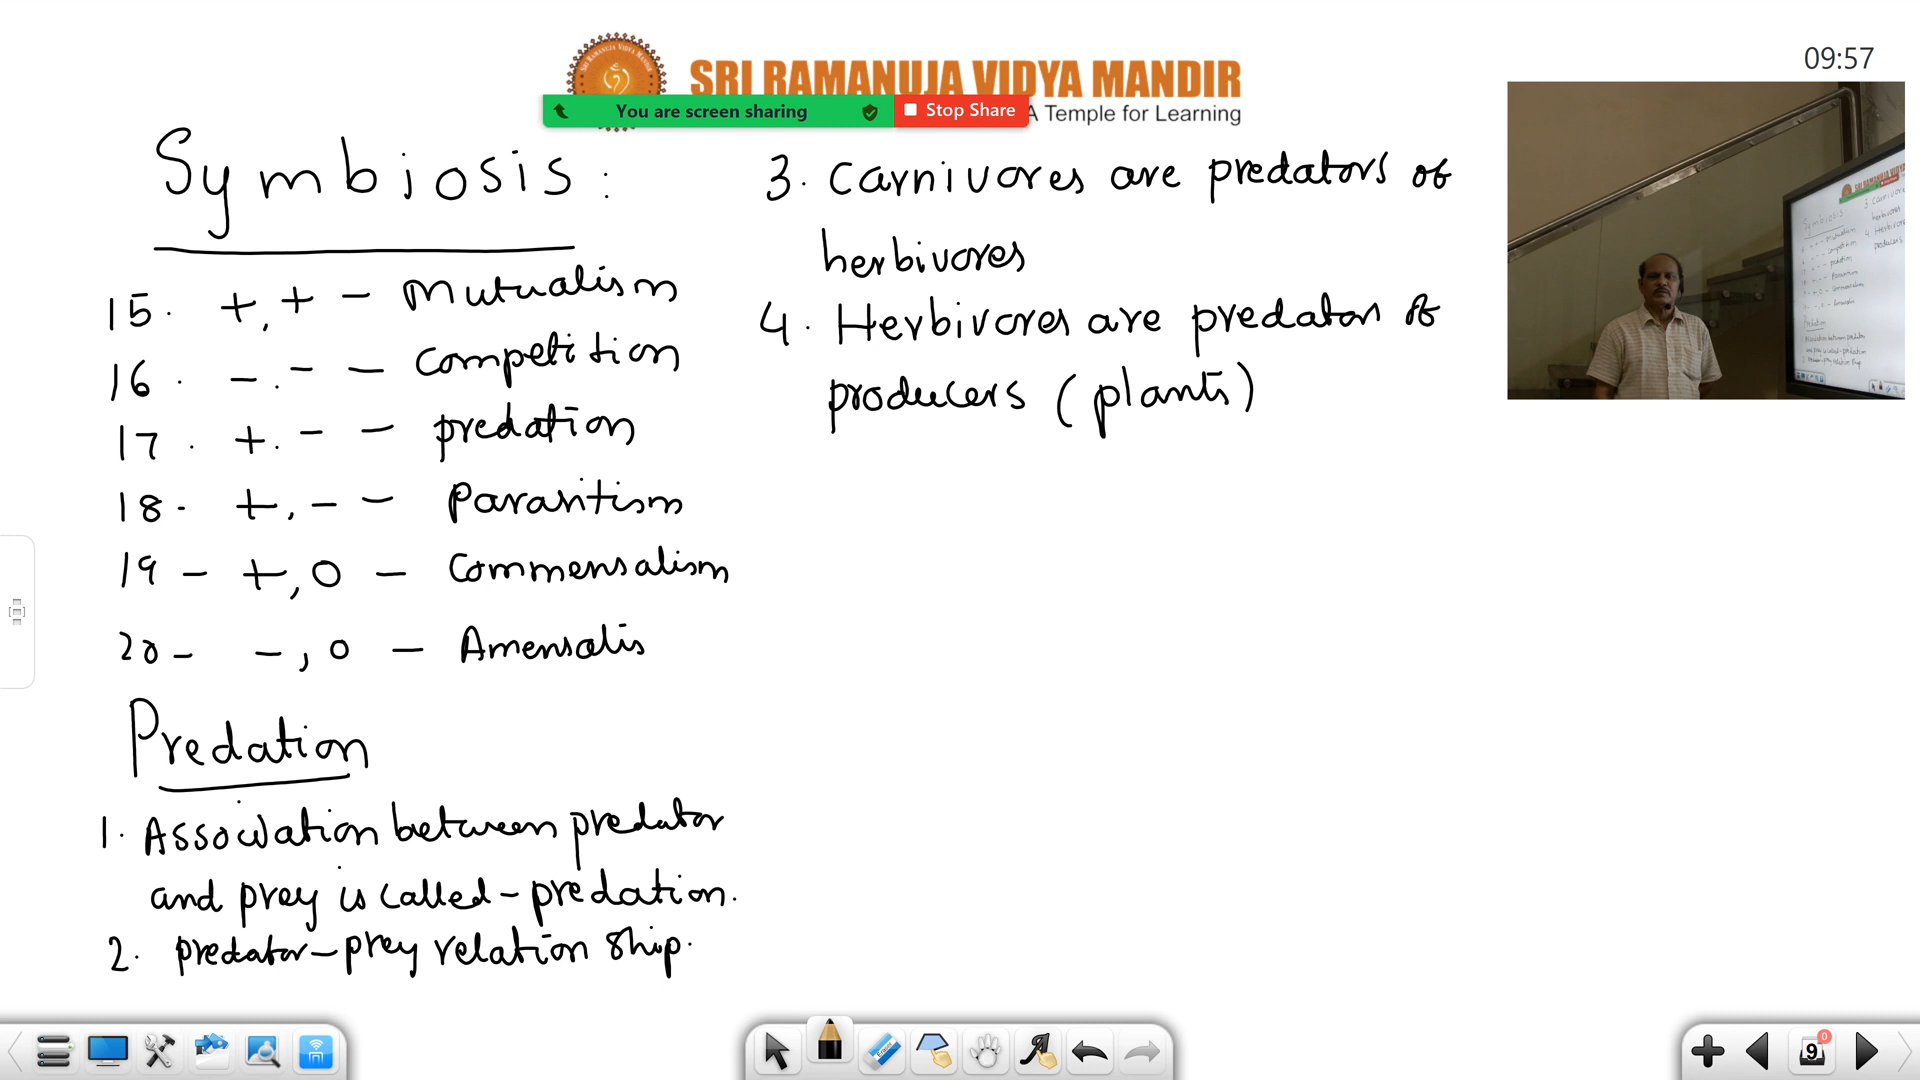 SRI RAMANUJA VIDYA MANDIR
A Temple for Learning
You are screen sharing
Stop Share
09:57
Symbiosis :
15. +, + - Mutualism
16. -, - - competition
17. +, - - predation
18. +, - - Parasitism
19 - +, 0 - Commensalism
20 - -, 0 - Amensalis
Predation
1. Association between predator
and prey is called - predation.
2. predator - prey relation ship.
3. Carnivores are predators of
herbivores
4. Herbivores are predators of
producers (plants)
Eraser
9
0